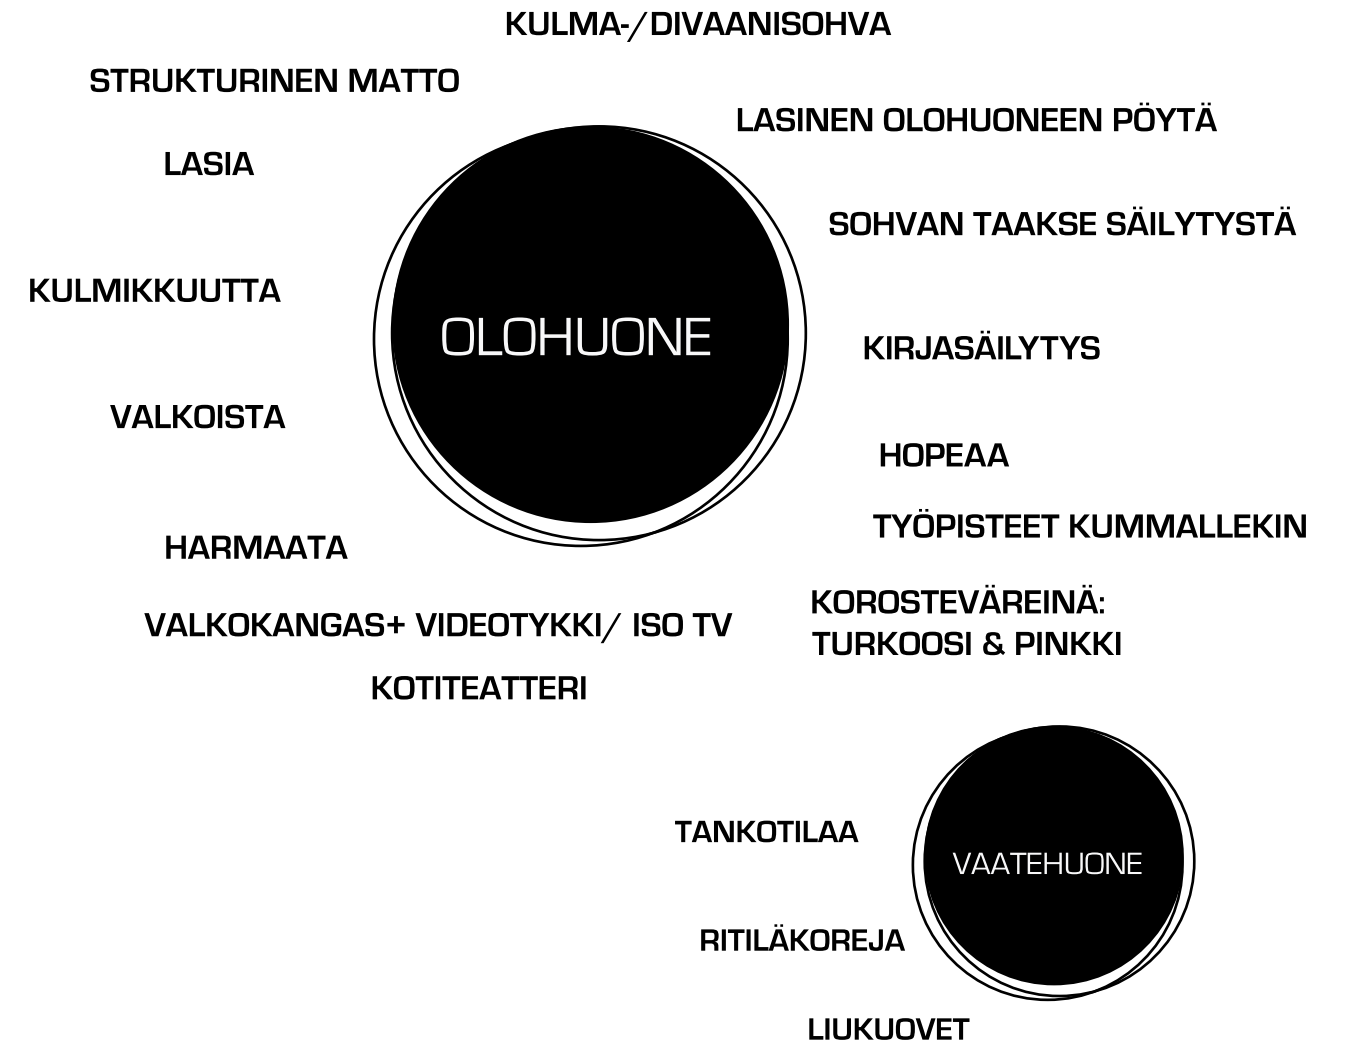 KULMA-/DIVAANISOHVA
STRUKTURINEN MATTO
LASINEN OLOHUONEEN PÖYTÄ
LASIA
SOHVAN TAAKSE SÄILYTYSTÄ
KULMIKKUUTTA
OLOHUONE
KIRJASÄILYTYS
VALKOISTA
HOPEAA
TYÖPISTEET KUMMALLEKIN
HARMAATA
KOROSTEVÄREINÄ:
TURKOOSI & PINKKI
VALKOKANGAS+ VIDEOTYKKI/ ISO TV
KOTITEATTERI
TANKOTILAA
VAATEHUONE
RITILÄKOREJA
LIUKUOVET